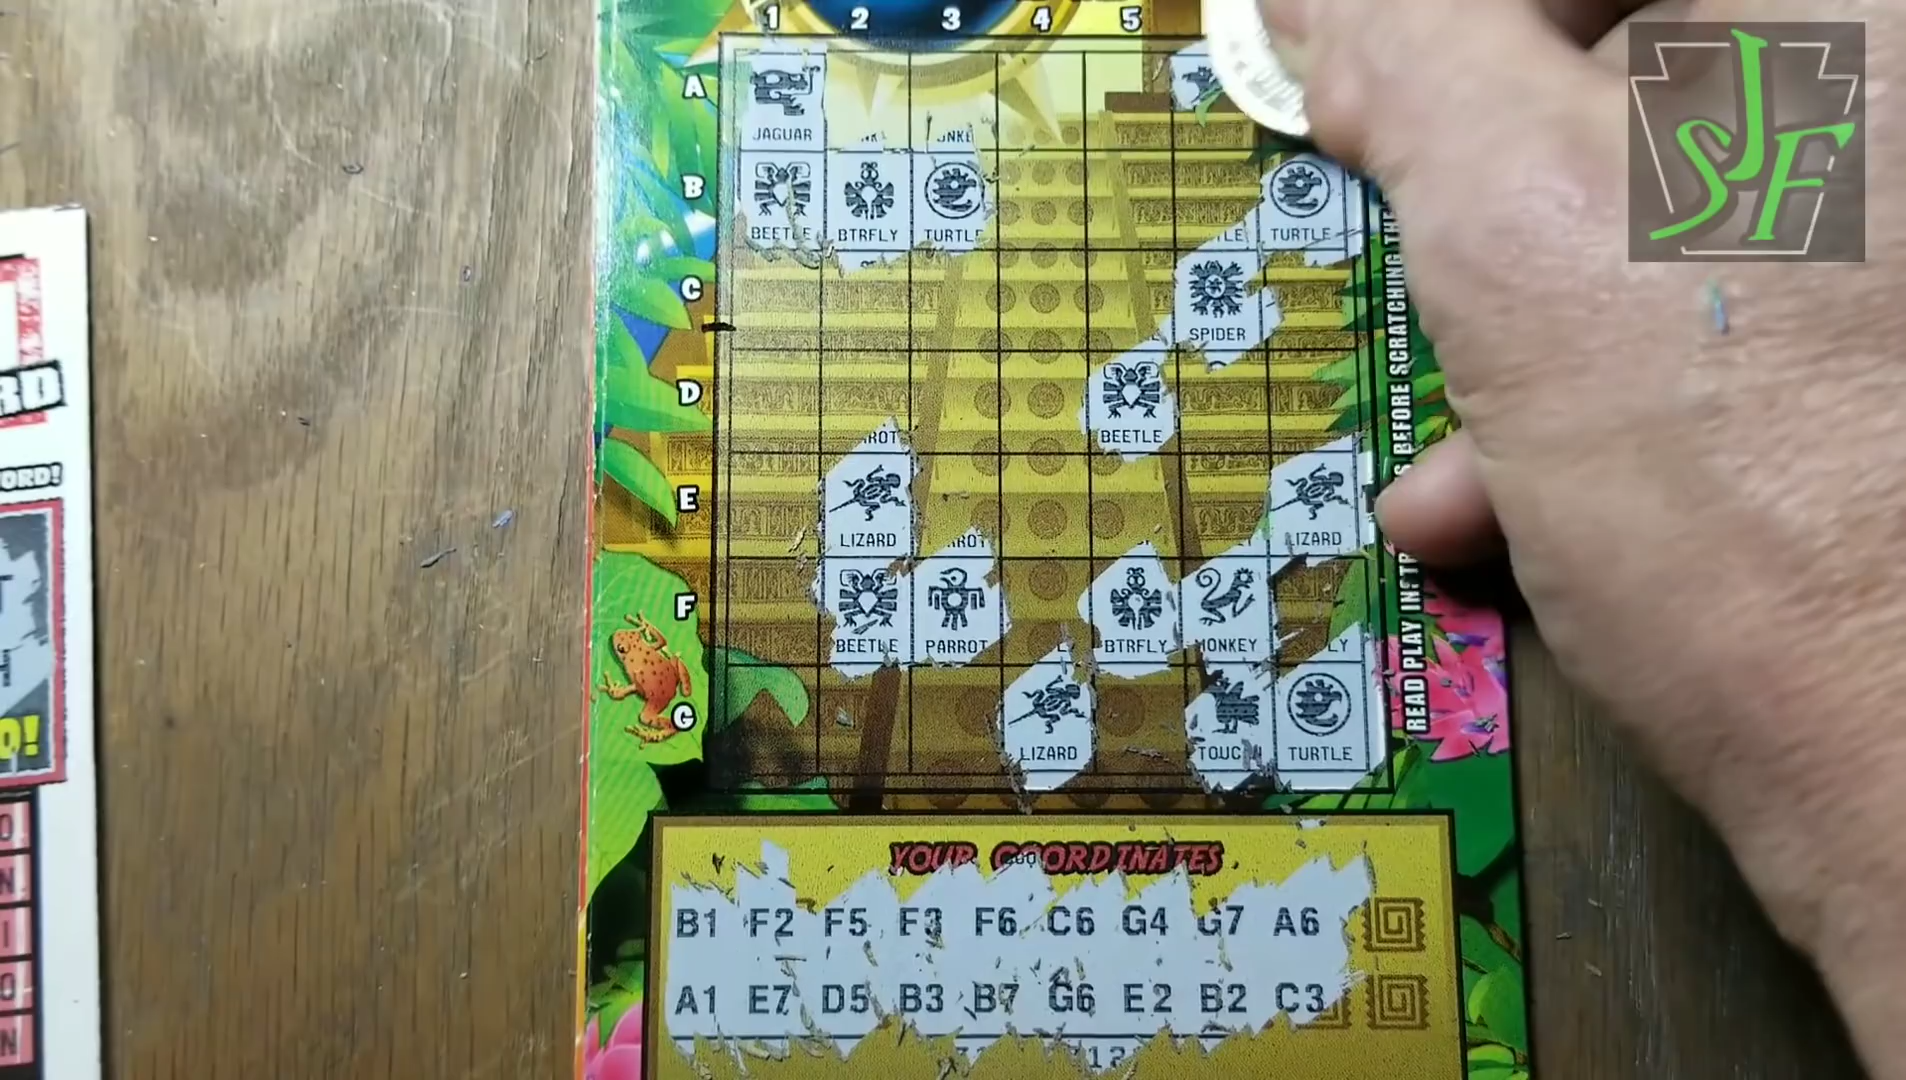 1 2 3 4 5
A
JAGUAR
B
BEETLE BTRFLY TURTLE TURTLE
C
SPIDER
D
BEETLE
E
LIZARD LIZARD
F
BEETLE PARROT BTRFLY MONKEY
G
LIZARD TOUC TURTLE
YOUR COORDINATES
B1 F2 F5 F3 F6 C6 G4 G7 A6
A1 E7 D5 B3 B7 G6 E2 B2 C3
BEFORE SCRATCHING
READ PLAY
JSF